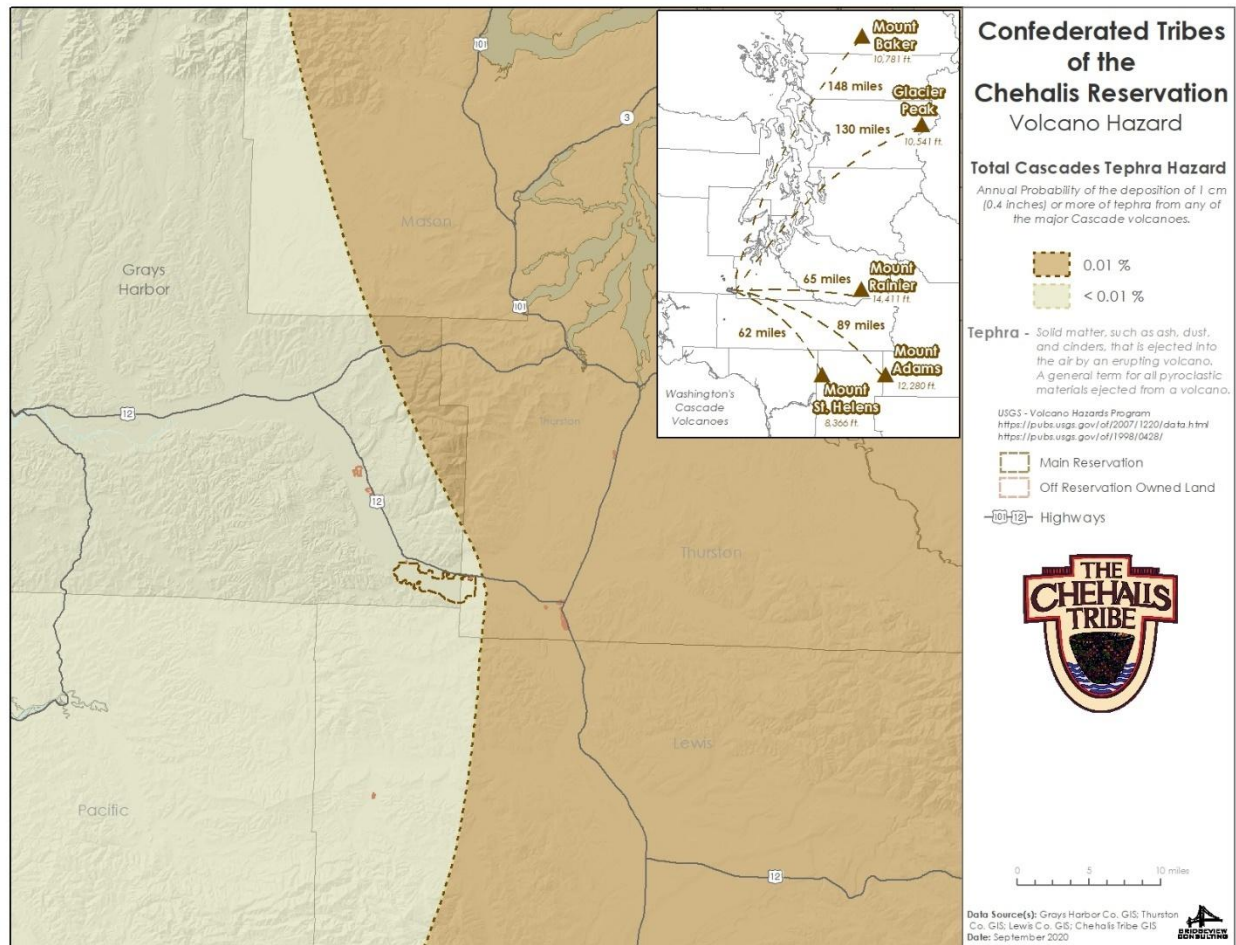 Confederated Tribes
of the
Chehalis Reservation
Volcano Hazard
Total Cascades Tephra Hazard
Annual Probability of the deposition of 1 cm
(0.4 inches) or more of tephra from any of
the major Cascade volcanoes.
0.01 %
< 0.01 %
Tephra - Solid matter, such as ash, dust,
and cinders, that is ejected into
the air by an erupting volcano.
A general term for all pyroclastic
materials ejected from a volcano.
USGS - Volcano Hazards Program
https://pubs.usgs.gov/of/2007/1220/data.html
https://pubs.usgs.gov/of/1998/0428/
Main Reservation
Off Reservation Owned Land
101 12 Highways
THE
CHEHALIS
TRIBE
0 5 10 miles
Data Source(s): Grays Harbor Co. GIS; Thurston
Co. GIS; Lewis Co. GIS; Chehalis Tribe GIS
Date: September 2020
BRIDGEVIEW
CONSULTING
Mount
Baker
10,781 ft.
148 miles
Glacier
Peak
10,541 ft.
130 miles
65 miles
Mount
Rainier
14,411 ft.
62 miles
89 miles
Mount
Adams
12,280 ft.
Mount
St. Helens
8,366 ft.
Washington's
Cascade
Volcanoes
101
3
Mason
Grays
Harbor
101
12
Thurston
12
Thurston
Lewis
Pacific
12